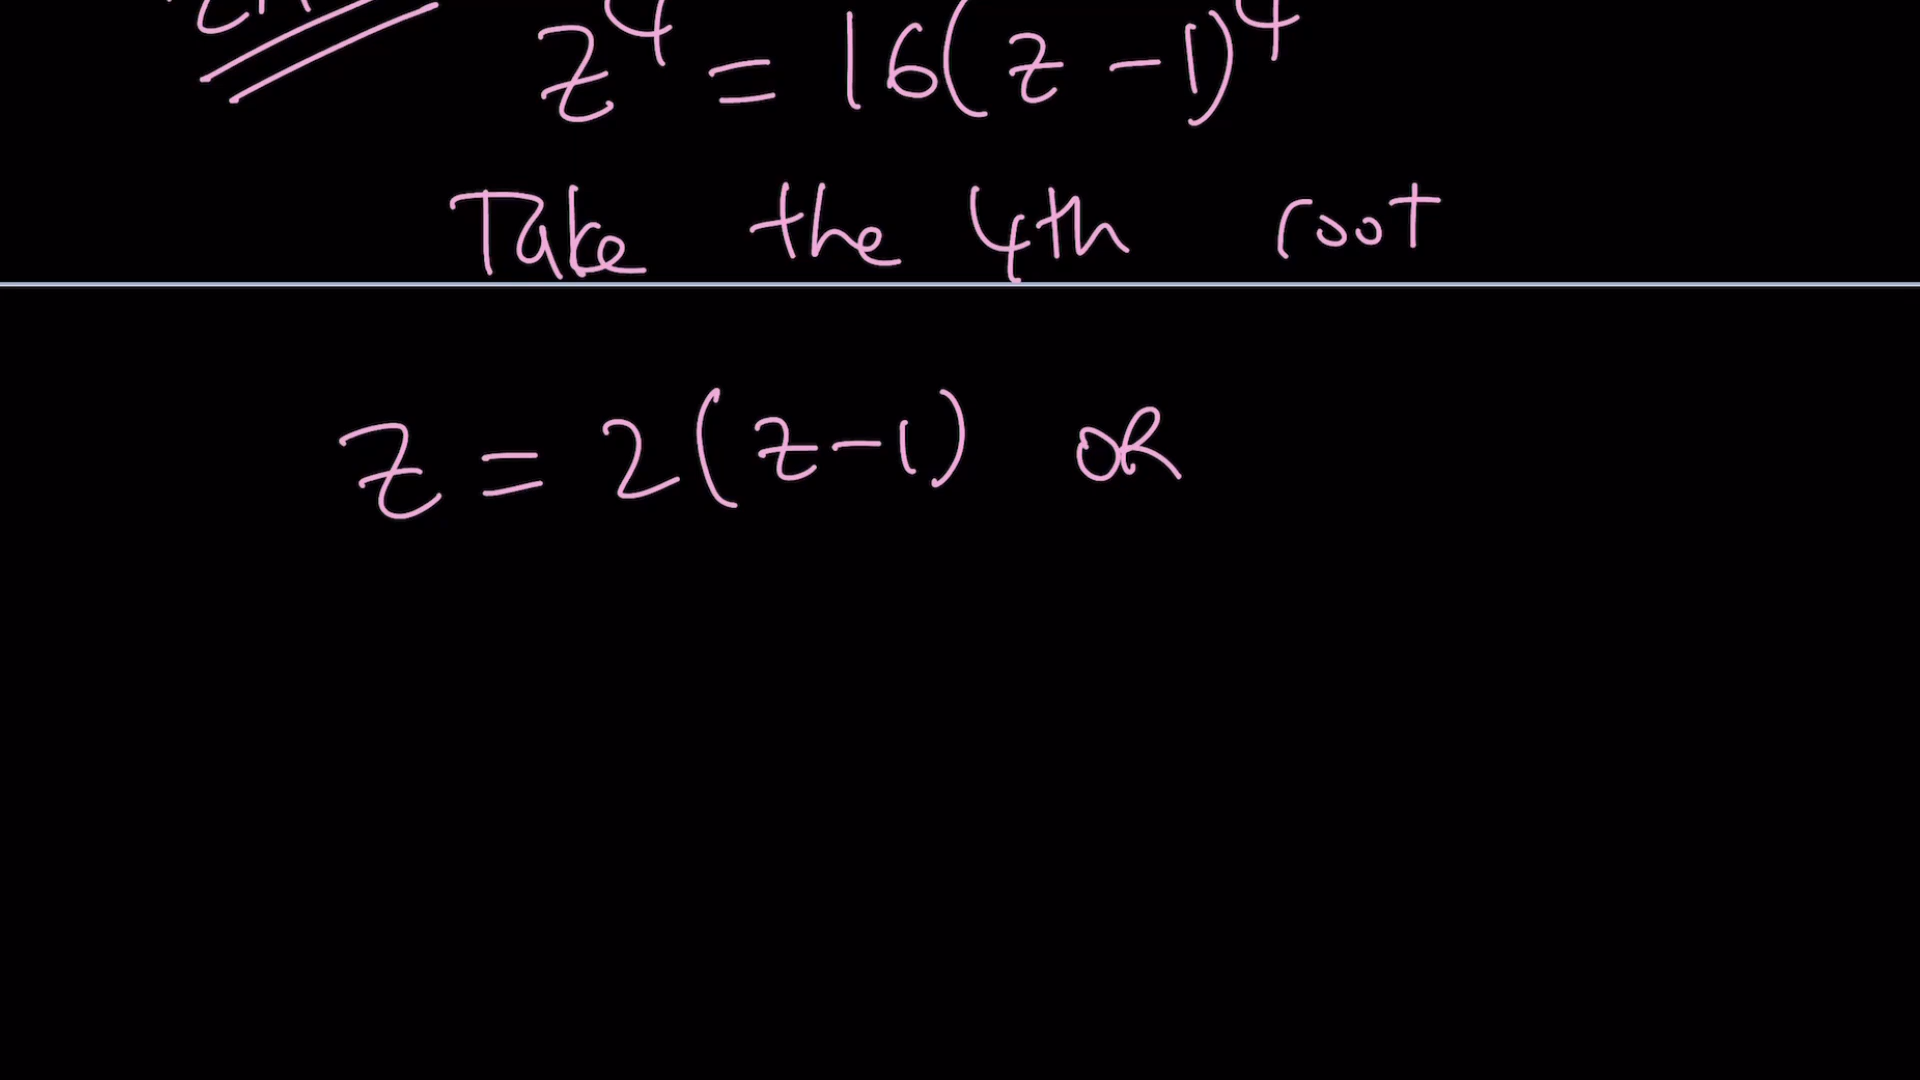 z⁴ = 16(z - 1)⁴
Take the 4th root
z = 2(z-1) OR